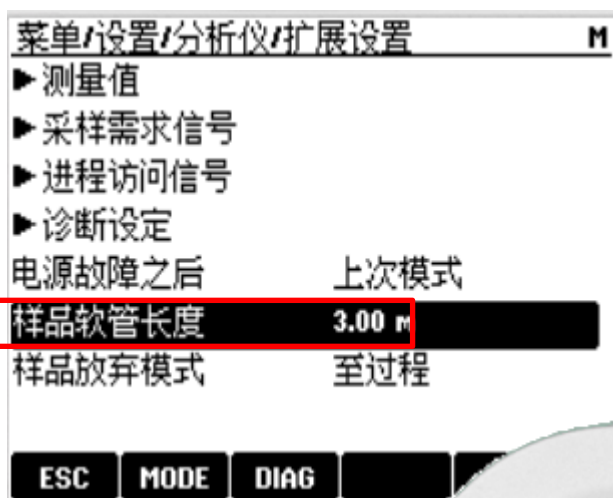 菜单/设置/分析仪/扩展设置 M
▶测量值
▶采样需求信号
▶进程访问信号
▶诊断设定
电源故障之后 上次模式
样品软管长度 3.00 M
样品放弃模式 至过程
ESC MODE DIAG